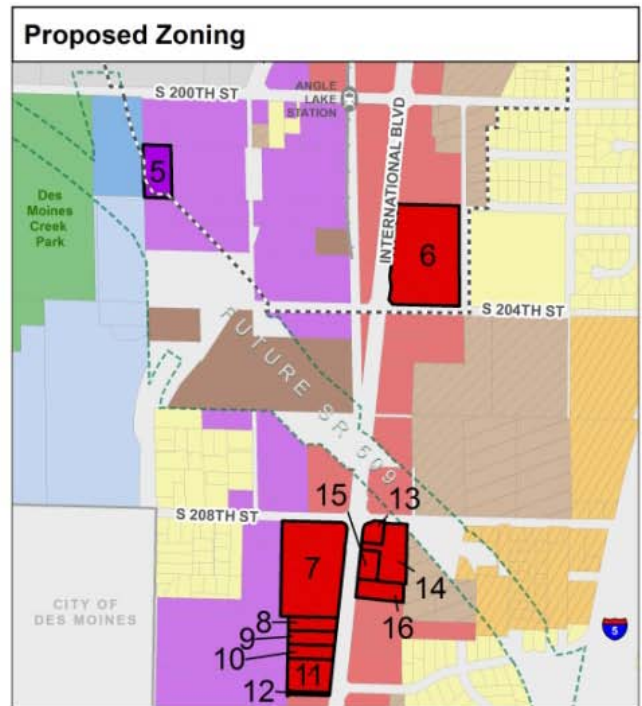 Proposed Zoning
S 200TH ST
ANGLE
LAKE
STATION
INTERNATIONAL BLVD
5
Des
Moines
Creek
Park
6
S 204TH ST
FUTURE SR 509
15
13
S 208TH ST
7
14
16
8
9
10
11
12
CITY OF
DES MOINES
5